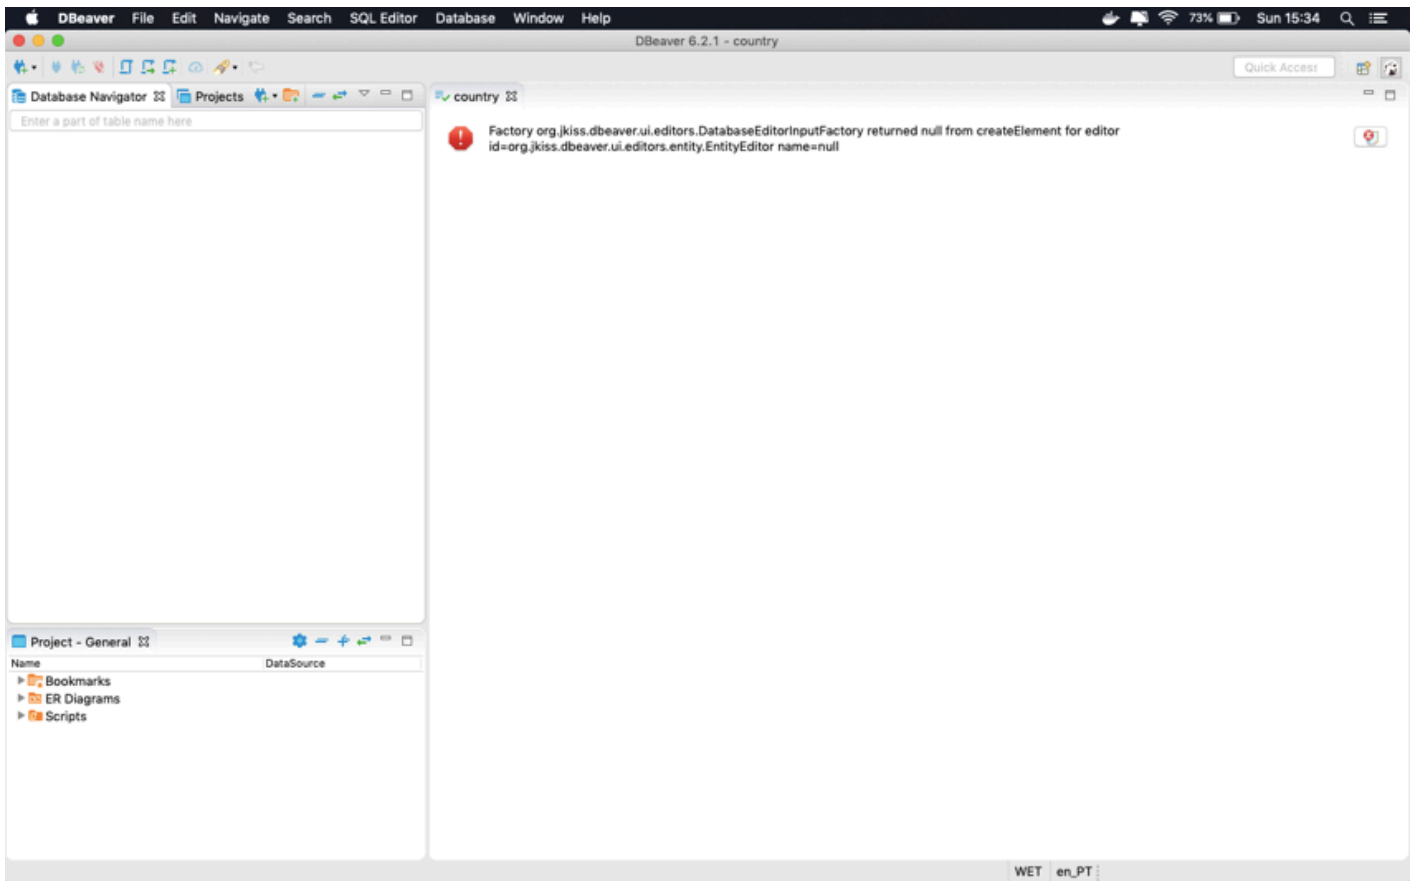 DBeaver File Edit Navigate Search SQL Editor Database Window Help 73% Sun 15:34
DBeaver 6.2.1 - country
Quick Access
Database Navigator Projects
country
Enter a part of table name here
Factory org.jkiss.dbeaver.ui.editors.DatabaseEditorInputFactory returned null from createElement for editor
id=org.jkiss.dbeaver.ui.editors.entity.EntityEditor name=null
Project - General
Name DataSource
Bookmarks
ER Diagrams
Scripts
WET en_PT